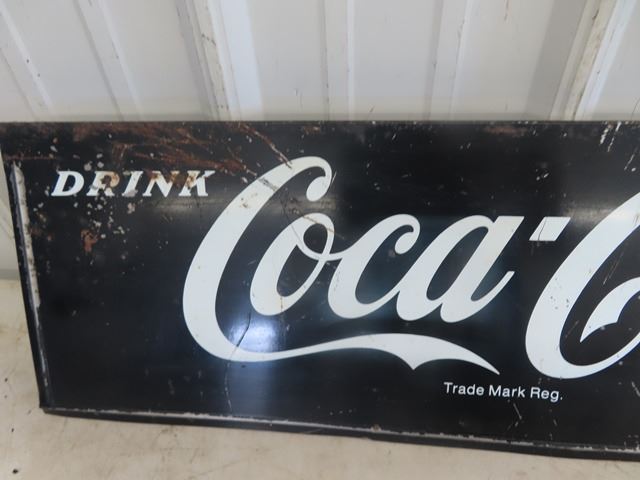 DRINK
Coca-C
Trade Mark Reg.